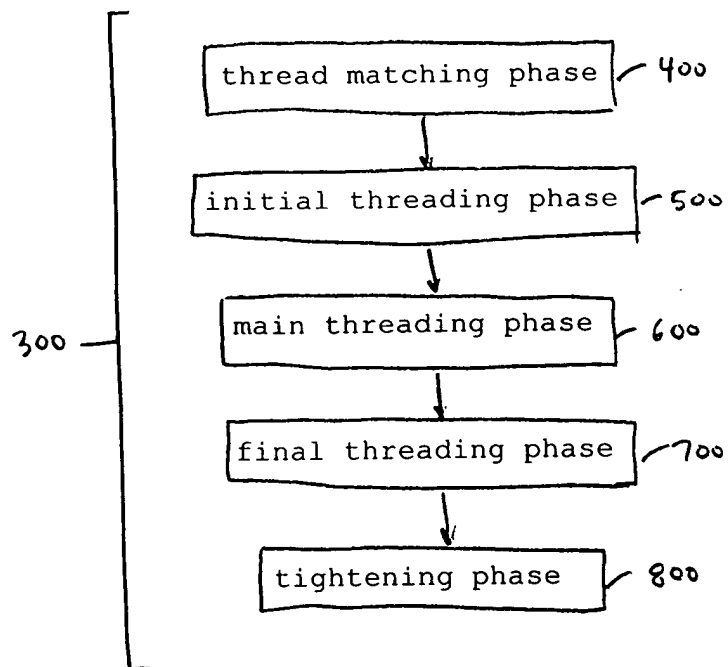 thread matching phase 400
initial threading phase 500
main threading phase 600
300
final threading phase 700
tightening phase 800